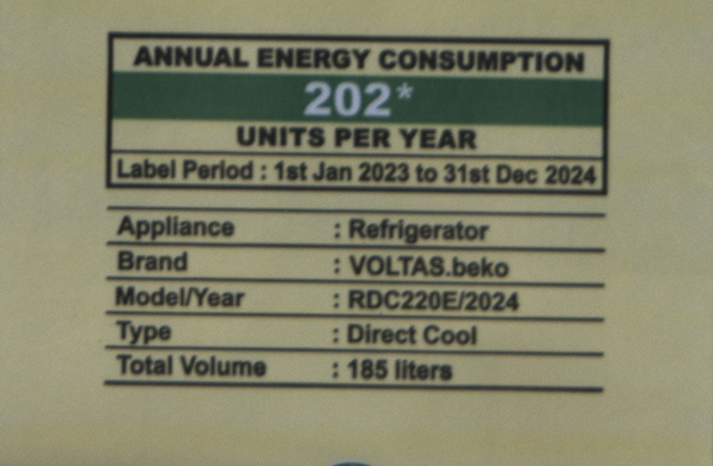 ANNUAL ENERGY CONSUMPTION
202*
UNITS PER YEAR
Label Period : 1st Jan 2023 to 31st Dec 2024
Appliance : Refrigerator
Brand : VOLTAS.beko
Model/Year : RDC220E/2024
Type : Direct Cool
Total Volume : 185 liters